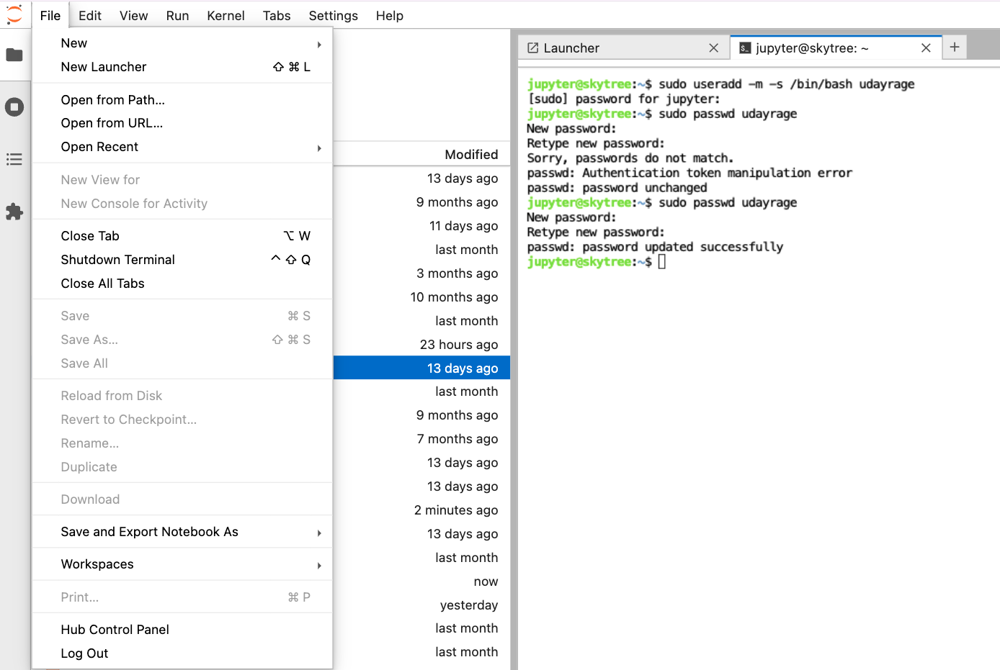 File Edit View Run Kernel Tabs Settings Help
New
New Launcher ⇧ ⌘ L
Open from Path...
Open from URL...
Open Recent
New View for
New Console for Activity
Close Tab ⌥ W
Shutdown Terminal ^ ⇧ Q
Close All Tabs
Save ⌘ S
Save As... ⇧ ⌘ S
Save All
Reload from Disk
Revert to Checkpoint...
Rename...
Duplicate
Download
Save and Export Notebook As
Workspaces
Print... ⌘ P
Hub Control Panel
Log Out
Modified
13 days ago
9 months ago
11 days ago
last month
3 months ago
10 months ago
last month
23 hours ago
13 days ago
last month
9 months ago
7 months ago
13 days ago
13 days ago
2 minutes ago
13 days ago
last month
now
yesterday
last month
last month
Launcher
jupyter@skytree: ~
jupyter@skytree:~$ sudo useradd -m -s /bin/bash udayrage
[sudo] password for jupyter:
jupyter@skytree:~$ sudo passwd udayrage
New password:
Retype new password:
Sorry, passwords do not match.
passwd: Authentication token manipulation error
passwd: password unchanged
jupyter@skytree:~$ sudo passwd udayrage
New password:
Retype new password:
passwd: password updated successfully
jupyter@skytree:~$